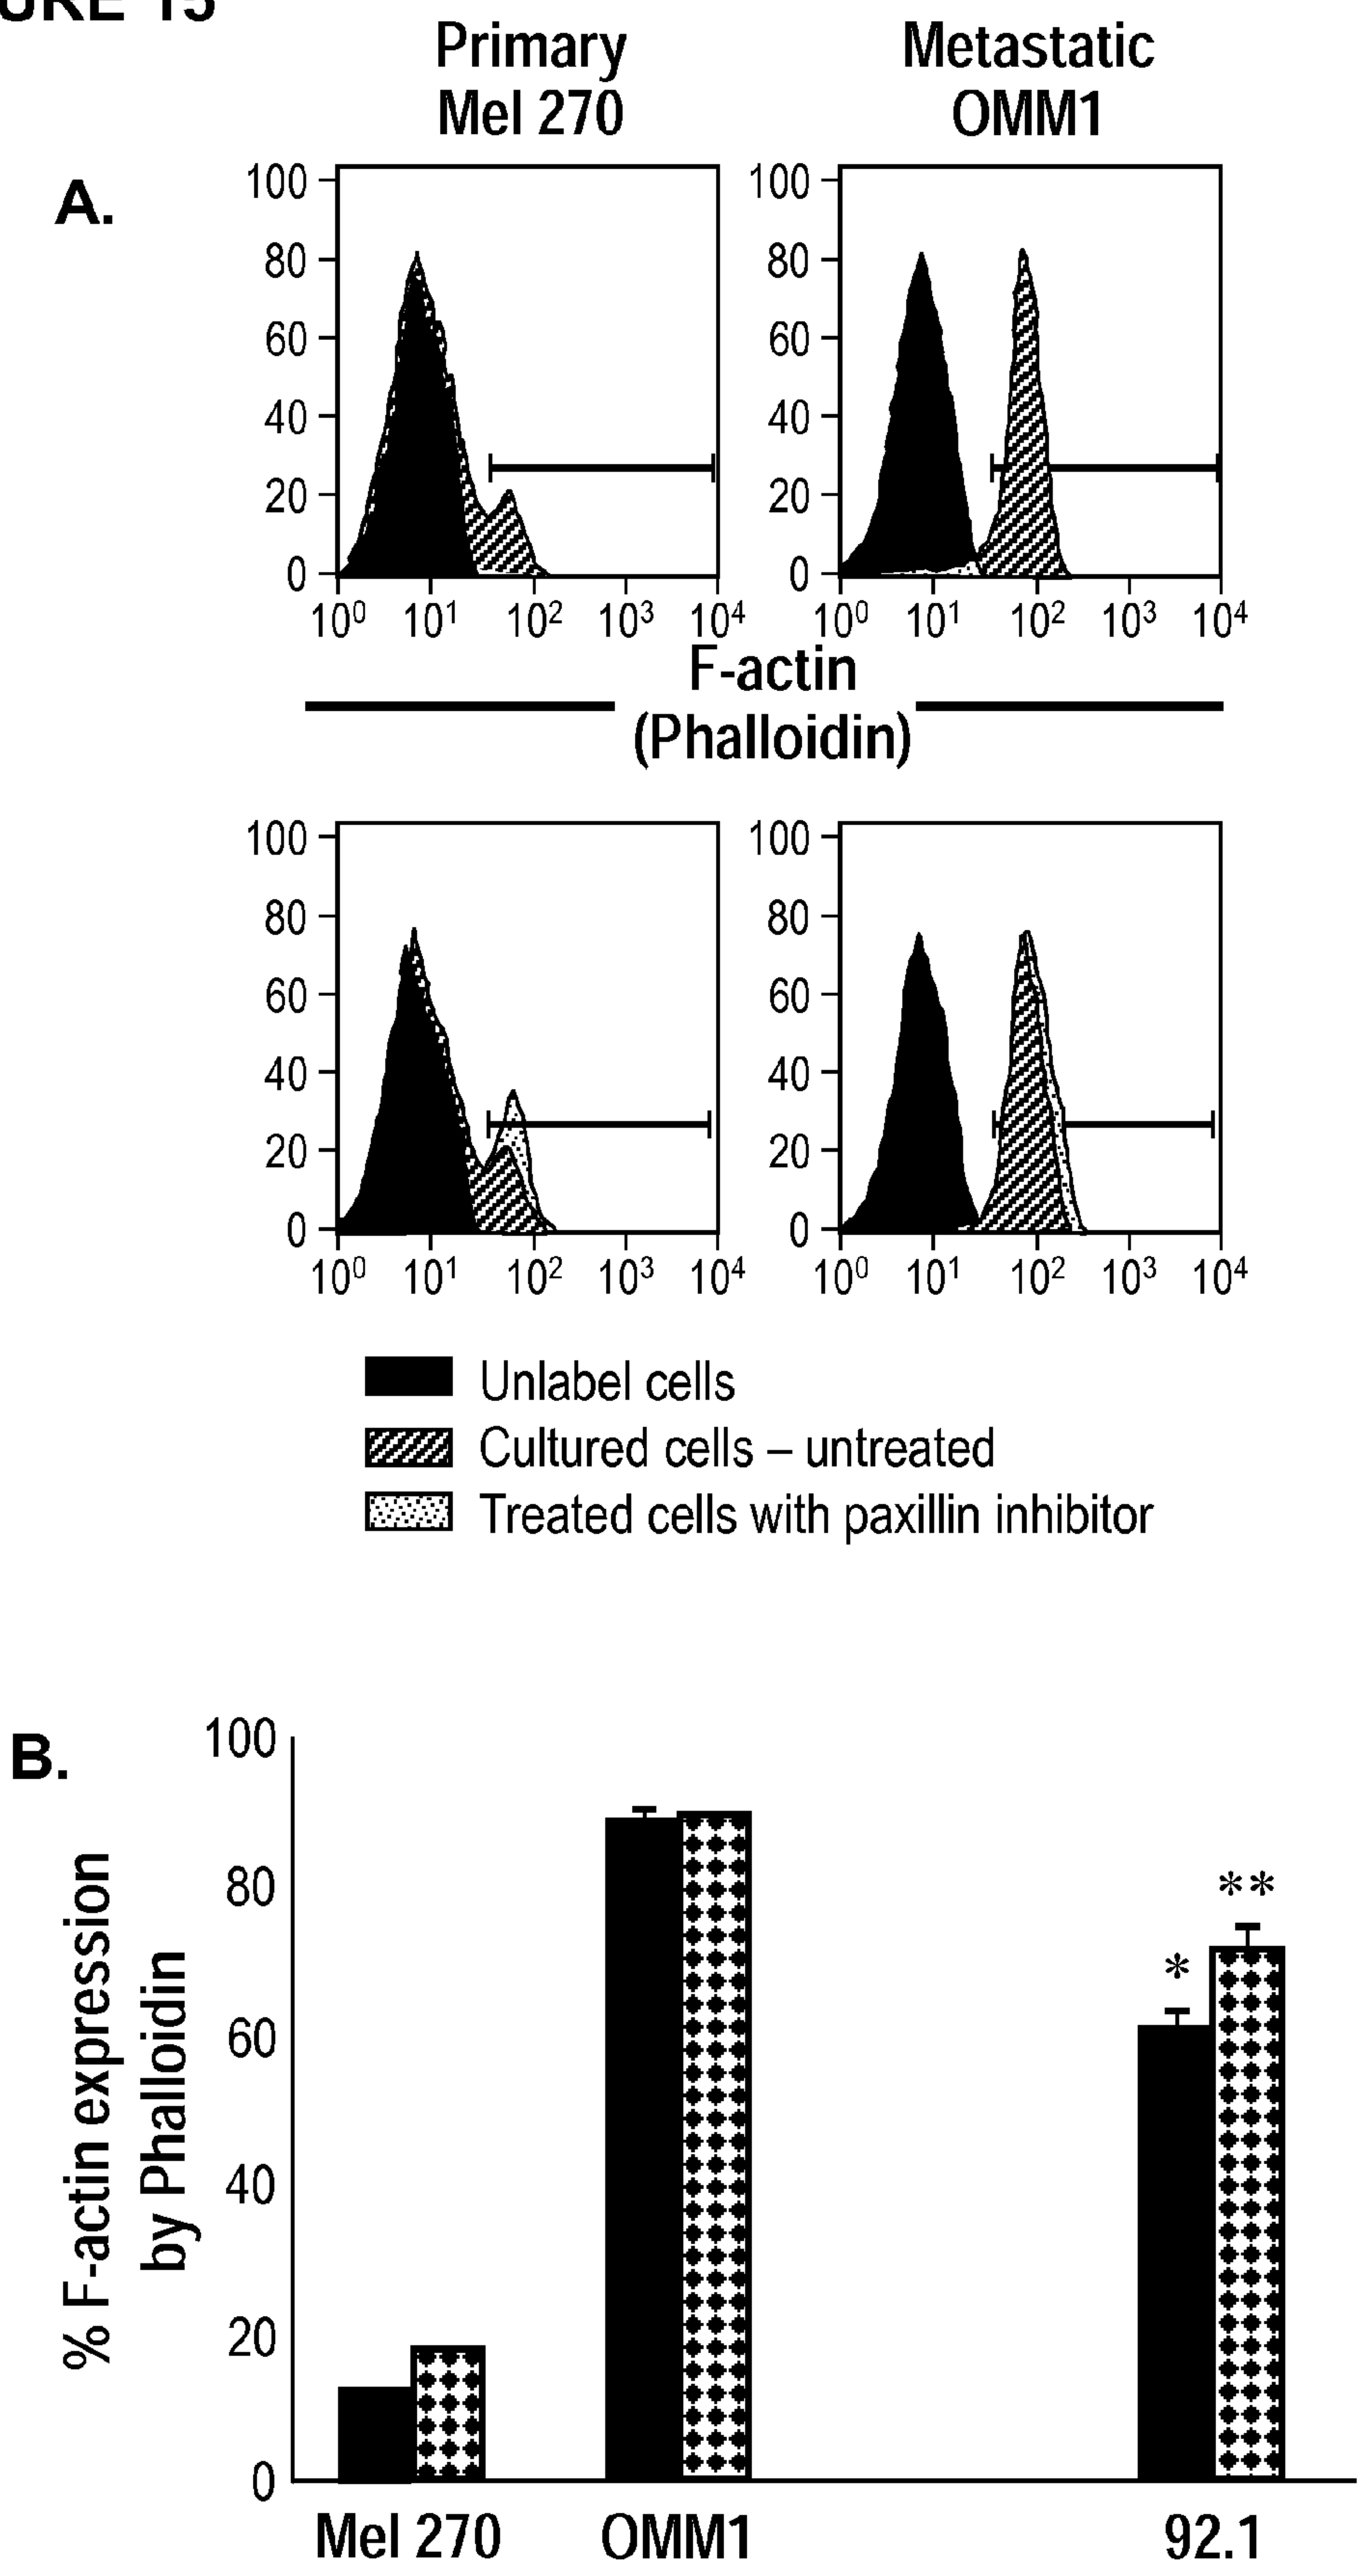 URE 15
Primary
Mel 270
Metastatic
OMM1
A.
100
80
60
40
20
0
10⁰ 10¹ 10² 10³ 10⁴
100
80
60
40
20
0
10⁰ 10¹ 10² 10³ 10⁴
F-actin
(Phalloidin)
100
80
60
40
20
0
10⁰ 10¹ 10² 10³ 10⁴
100
80
60
40
20
0
10⁰ 10¹ 10² 10³ 10⁴
Unlabel cells
Cultured cells – untreated
Treated cells with paxillin inhibitor
B.
% F-actin expression
by Phalloidin
100
80
60
40
20
0
*
**
Mel 270 OMM1 92.1